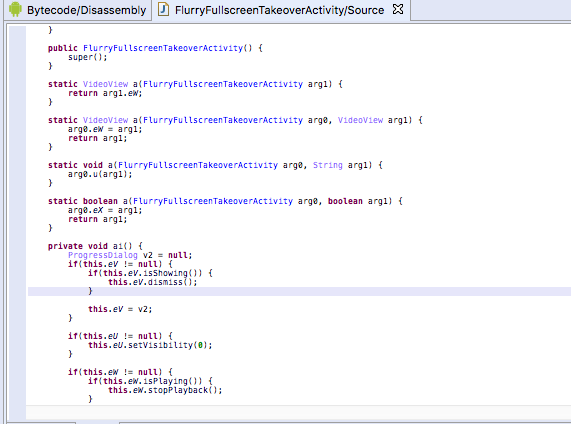 Bytecode/Disassembly FlurryFullscreenTakeoverActivity/Source
}
public FlurryFullscreenTakeoverActivity() {
super();
}
static VideoView a(FlurryFullscreenTakeoverActivity arg1) {
return arg1.eW;
}
static VideoView a(FlurryFullscreenTakeoverActivity arg0, VideoView arg1) {
arg0.eW = arg1;
return arg1;
}
static void a(FlurryFullscreenTakeoverActivity arg0, String arg1) {
arg0.u(arg1);
}
static boolean a(FlurryFullscreenTakeoverActivity arg0, boolean arg1) {
arg0.eX = arg1;
return arg1;
}
private void ai() {
ProgressDialog v2 = null;
if(this.eV != null) {
if(this.eV.isShowing()) {
this.eV.dismiss();
}
this.eV = v2;
}
if(this.eU != null) {
this.eU.setVisibility(0);
}
if(this.eW != null) {
if(this.eW.isPlaying()) {
this.eW.stopPlayback();
}